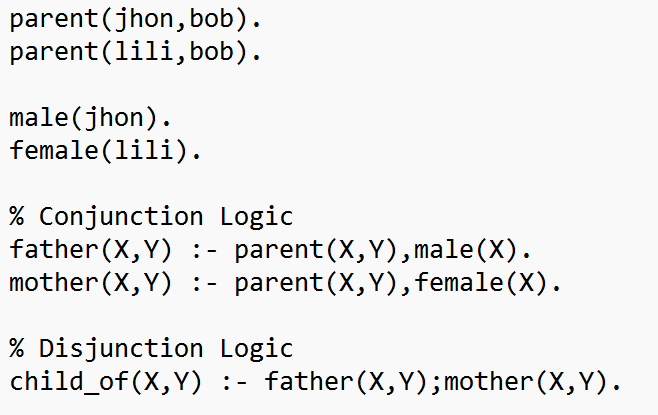 parent(jhon,bob).
parent(lili,bob).
male(jhon).
female(lili).
% Conjunction Logic
father(X,Y) :- parent(X,Y),male(X).
mother(X,Y) :- parent(X,Y),female(X).
% Disjunction Logic
child_of(X,Y) :- father(X,Y);mother(X,Y).